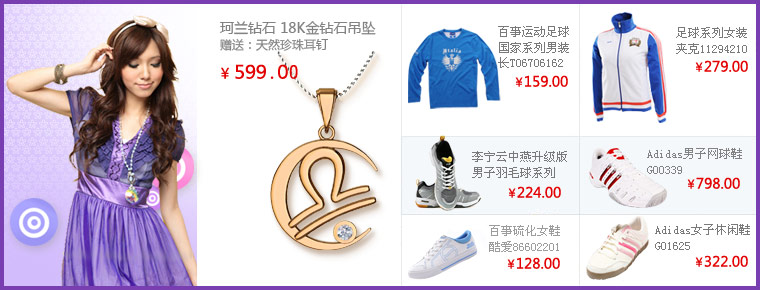 珂兰钻石 18K金钻石吊坠
赠送：天然珍珠耳钉
¥ 599.00
百事运动足球
国家系列男装
长T06706162
¥159.00
足球系列女装
夹克11294210
¥279.00
李宁云中燕升级版
男子羽毛球系列
¥224.00
Adidas男子网球鞋
G00339
¥798.00
百事硫化女鞋
酷爱86602201
¥128.00
Adidas女子休闲鞋
G01625
¥322.00
Italia